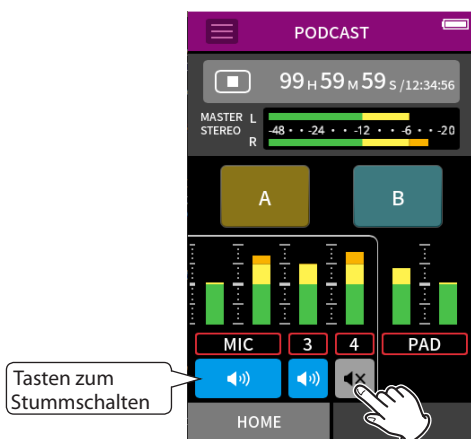 PODCAST
99 H 59 M 59 S /12:34:56
MASTER L
STEREO -48 • • -24 • • -12 • • -6 • • -20
R
A B
MIC 3 4 PAD
Tasten zum
Stummschalten
HOME